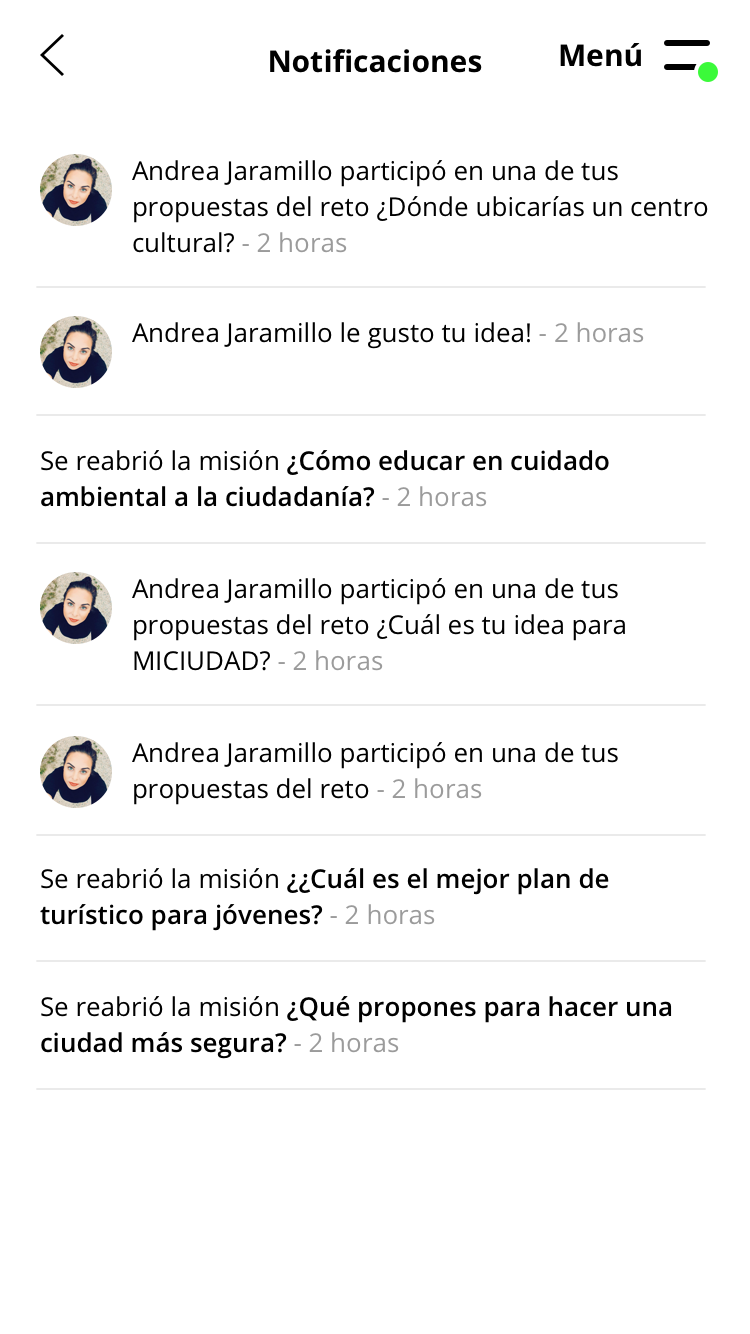 Notificaciones
Menú
Andrea Jaramillo participó en una de tus
propuestas del reto ¿Dónde ubicarías un centro
cultural? - 2 horas
Andrea Jaramillo le gusto tu idea! - 2 horas
Se reabrió la misión ¿Cómo educar en cuidado
ambiental a la ciudadanía? - 2 horas
Andrea Jaramillo participó en una de tus
propuestas del reto ¿Cuál es tu idea para
MICIUDAD? - 2 horas
Andrea Jaramillo participó en una de tus
propuestas del reto - 2 horas
Se reabrió la misión ¿¿Cuál es el mejor plan de
turístico para jóvenes? - 2 horas
Se reabrió la misión ¿Qué propones para hacer una
ciudad más segura? - 2 horas